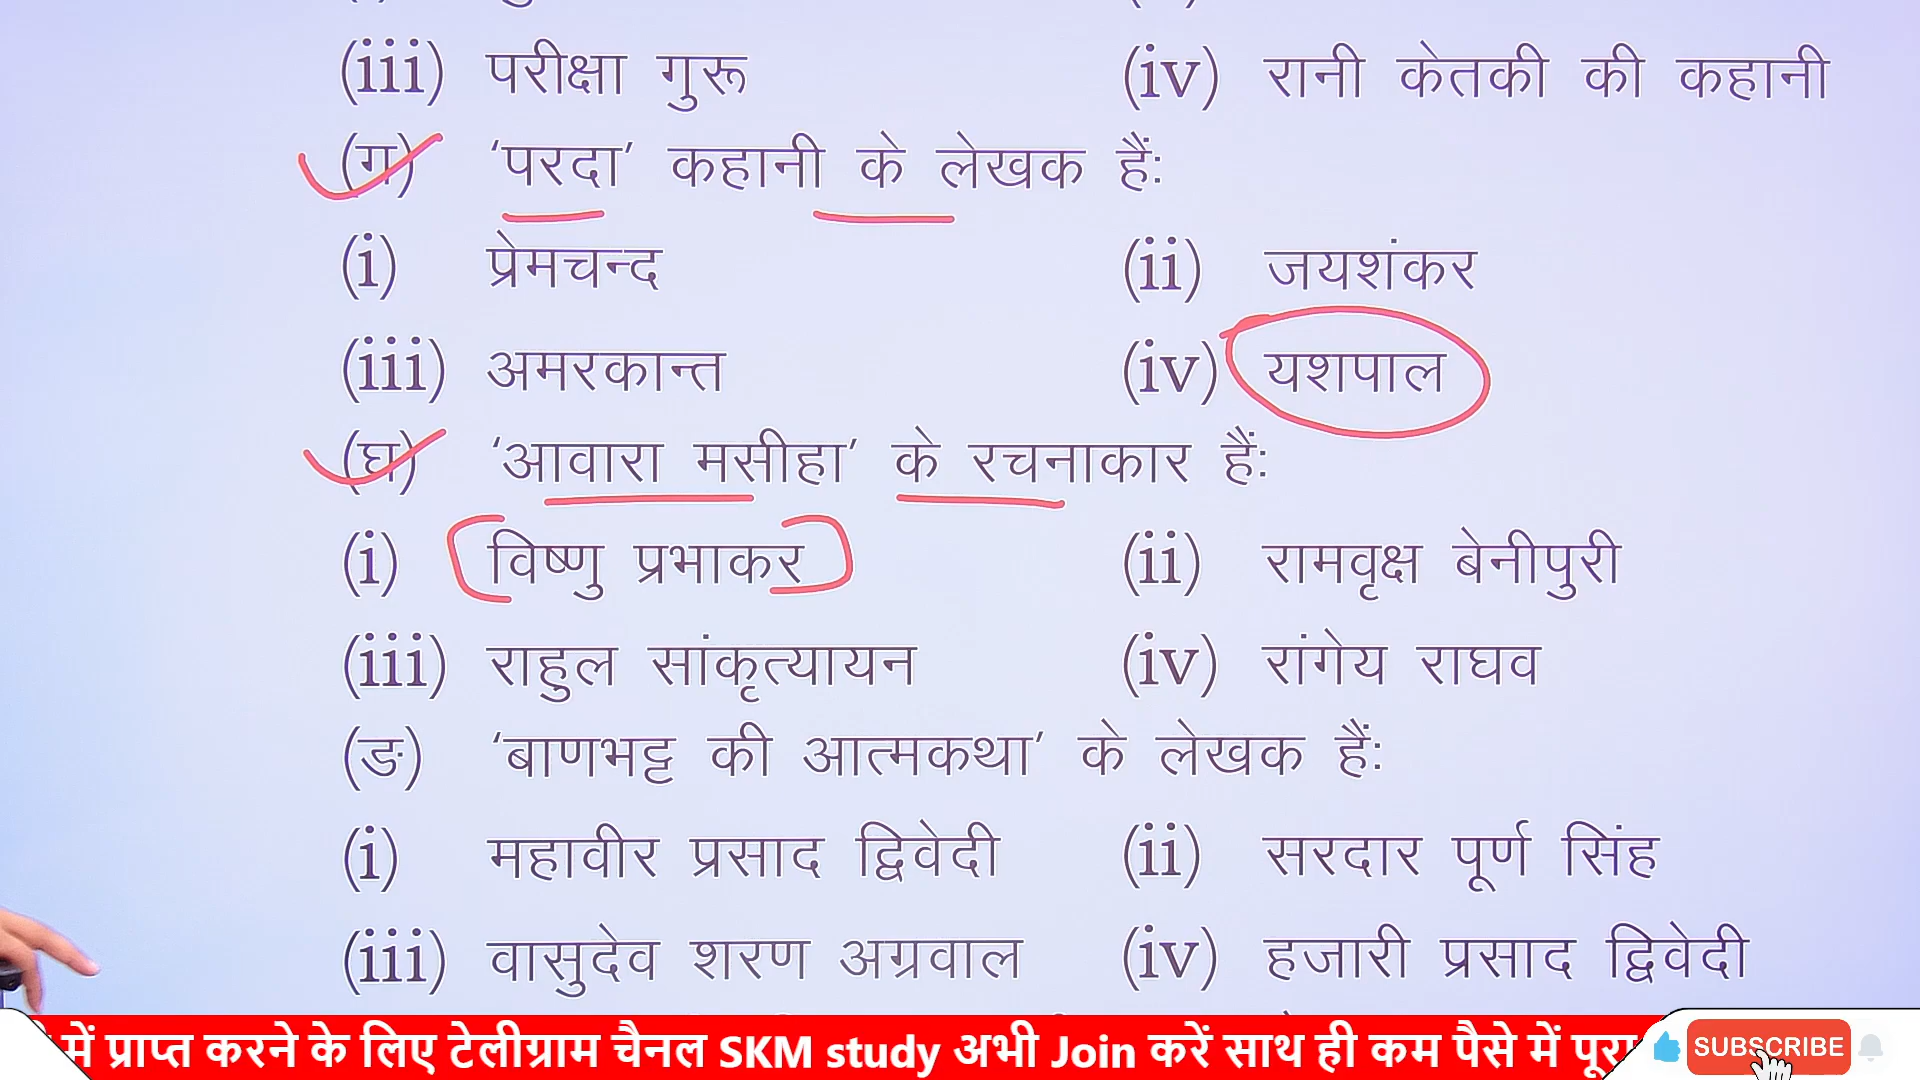 (iii) परीक्षा गुरू (iv) रानी केतकी की कहानी
(ग) 'परदा' कहानी के लेखक हैं:
(i) प्रेमचन्द (ii) जयशंकर
(iii) अमरकान्त (iv) यशपाल
(घ) 'आवारा मसीहा' के रचनाकार हैं:
(i) विष्णु प्रभाकर (ii) रामवृक्ष बेनीपुरी
(iii) राहुल सांकृत्यायन (iv) रांगेय राघव
(ङ) 'बाणभट्ट की आत्मकथा' के लेखक हैं:
(i) महावीर प्रसाद द्विवेदी (ii) सरदार पूर्ण सिंह
(iii) वासुदेव शरण अग्रवाल (iv) हजारी प्रसाद द्विवेदी
में प्राप्त करने के लिए टेलीग्राम चैनल SKM study अभी Join करें साथ ही कम पैसे में पूरा
SUBSCRIBE